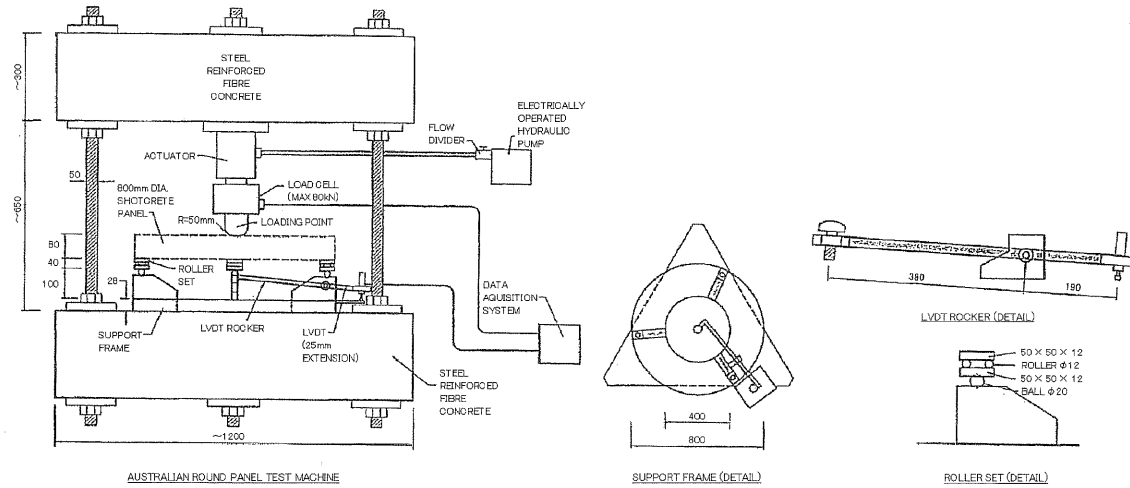 STEEL
REINFORCED
FIBRE
CONCRETE
~300
ELECTRICALLY
OPERATED
HYDRAULIC
PUMP
FLOW
DIVIDER
ACTUATOR
50
800mm DIA.
SHOTCRETE
PANEL
LOAD CELL
(MAX 80kN)
R=50mm
LOADING POINT
~650
80
40
100
28
ROLLER
SET
SUPPORT
FRAME
LVDT ROCKER
LVDT
(25mm
EXTENSION)
DATA
AQUISITION
SYSTEM
STEEL
REINFORCED
FIBRE
CONCRETE
~1200
AUSTRALIAN ROUND PANEL TEST MACHINE
400
800
SUPPORT FRAME (DETAIL)
380
190
LVDT ROCKER (DETAIL)
50 × 50 × 12
ROLLER φ12
50 × 50 × 12
BALL φ20
ROLLER SET (DETAIL)